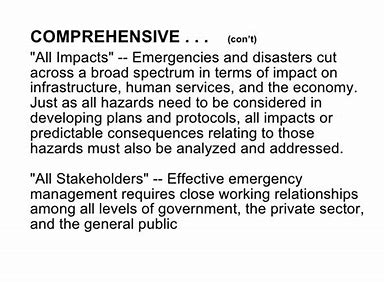 COMPREHENSIVE . . . (con't)
"All Impacts" -- Emergencies and disasters cut
across a broad spectrum in terms of impact on
infrastructure, human services, and the economy.
Just as all hazards need to be considered in
developing plans and protocols, all impacts or
predictable consequences relating to those
hazards must also be analyzed and addressed.
"All Stakeholders" -- Effective emergency
management requires close working relationships
among all levels of government, the private sector,
and the general public